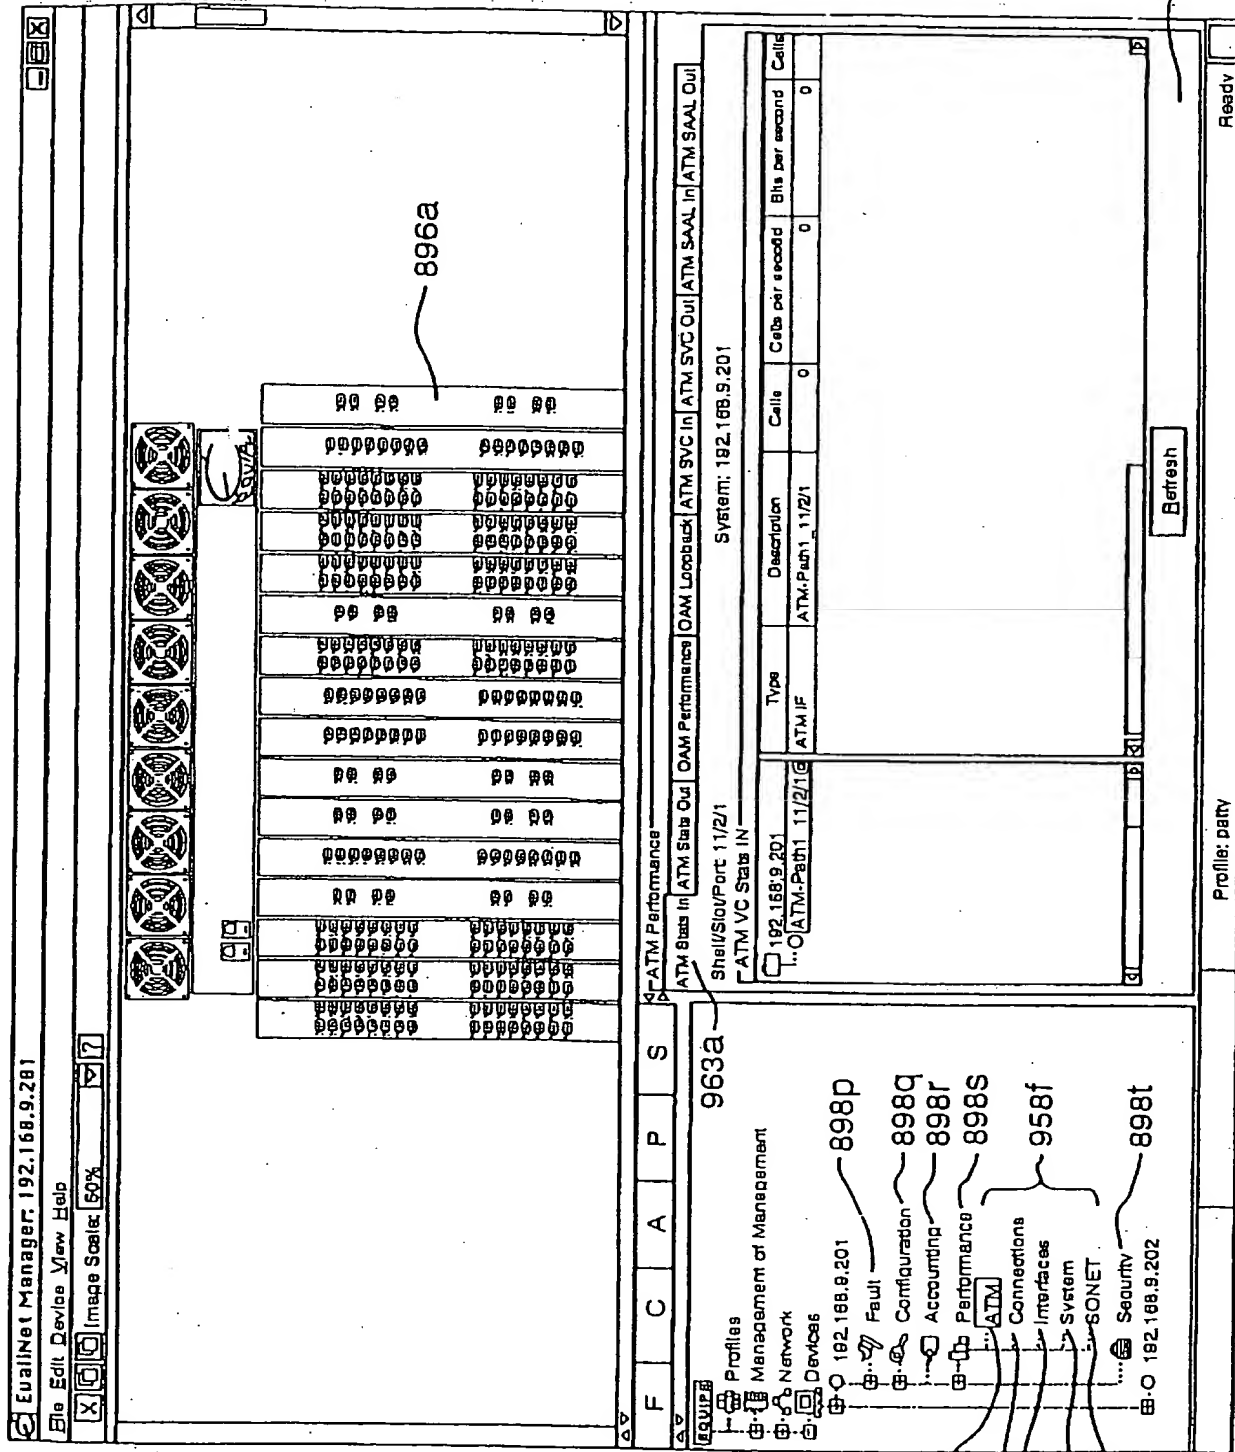 EualiNet Manager: 192.168.9.201
File Edit Device View Help
Image Scale: 50%
896a
F C A P S
EQUIPE
Profiles
Management of Management
Network
Devices
192.168.9.201
Fault
Configuration
Accounting
Performance
ATM
Connections
Interfaces
System
SONET
Security
192.168.9.202
898p
898q
898r
898s
958f
898t
963a
ATM Performance
ATM Stats In ATM Stats Out OAM Performance OAM Loopback ATM SVC In ATM SVC Out ATM SAAL In ATM SAAL Out
Shelf/Slot/Port: 11/2/1 System: 192.168.9.201
ATM VC Stats IN
192.168.9.201
ATM-Path1 11/2/1
Type Description Cells Cells per second Bits per second Cells
ATM IF ATM-Path1_11/2/1 0 0 0
Refresh
Profile: patty
Ready